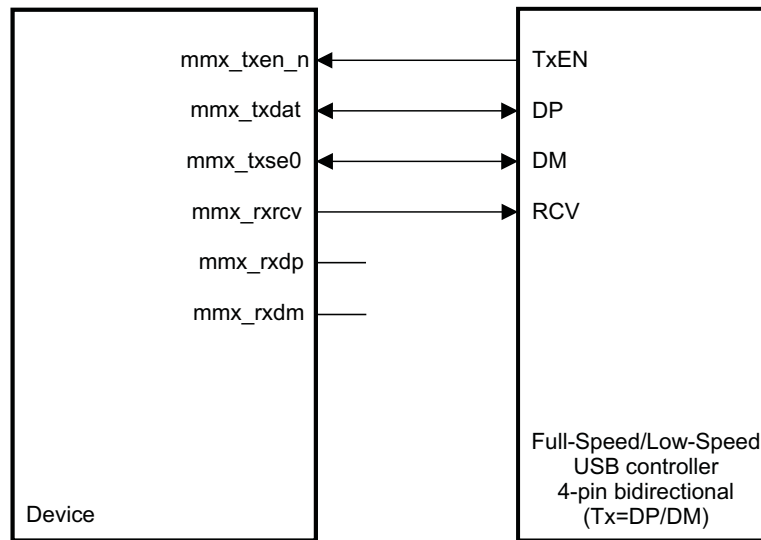 mmx_txen_n TxEN
mmx_txdat DP
mmx_txse0 DM
mmx_rxrcv RCV
mmx_rxdp
mmx_rxdm
Device
Full-Speed/Low-Speed
USB controller
4-pin bidirectional
(Tx=DP/DM)